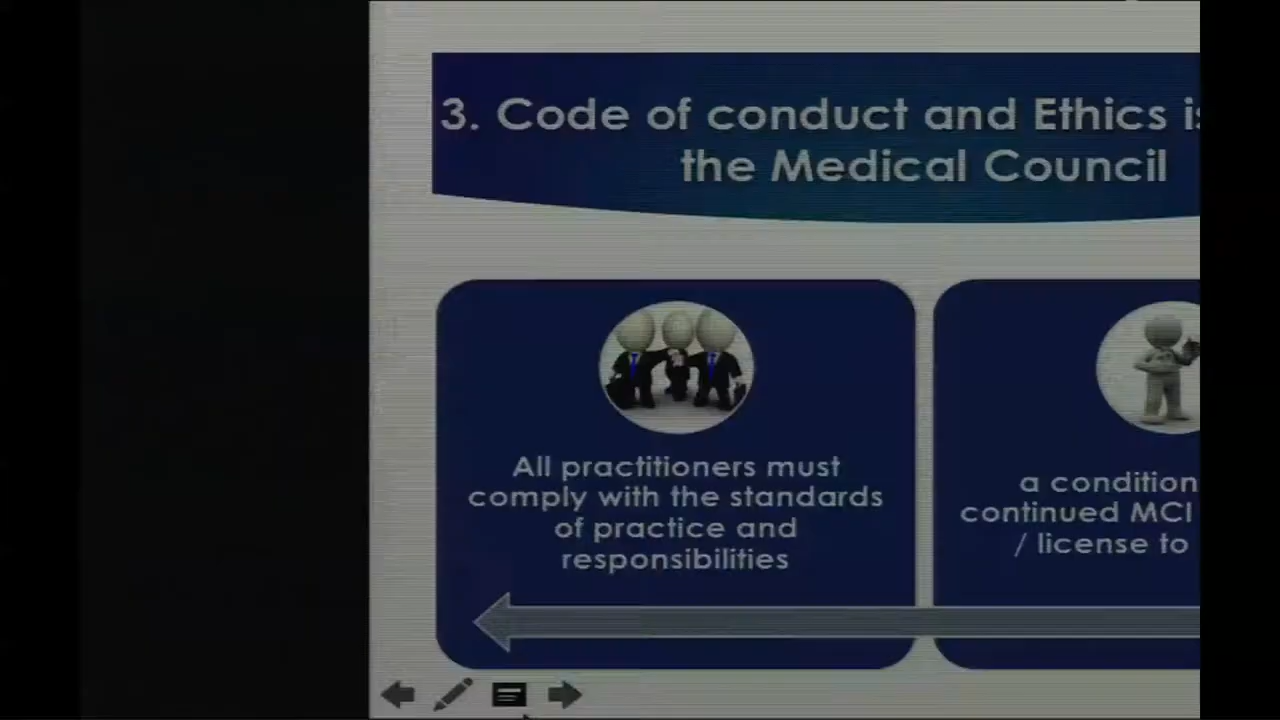 3. Code of conduct and Ethics
the Medical Council
All practitioners must
comply with the standards
of practice and
responsibilities
a condition
continued MCI
/ license to